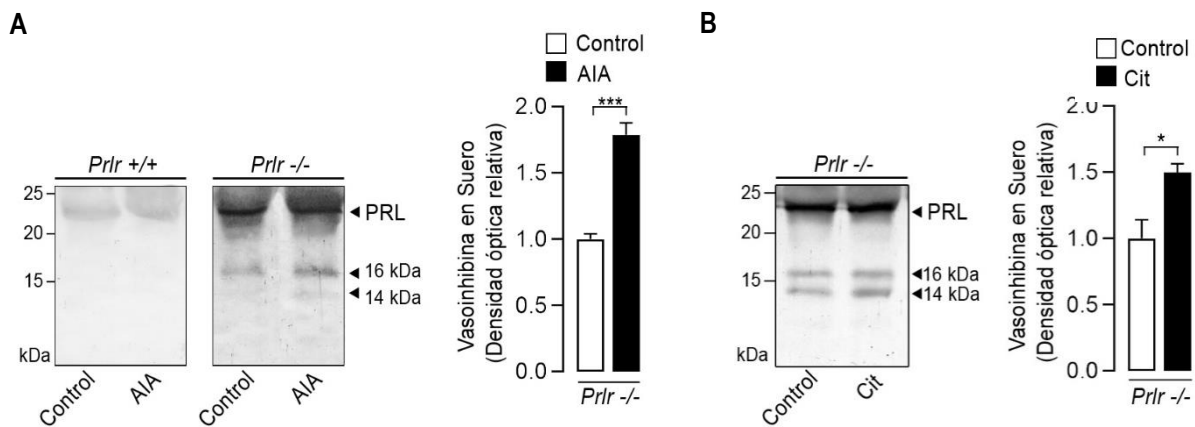 A
Prlr +/+
Prlr -/-
25
20
15
kDa
PRL
16 kDa
14 kDa
Control
AIA
Control
AIA
Control
AIA
***
Vasoinhibina en Suero
(Densidad óptica relativa)
2.0
1.5
1.0
0.5
0.0
Prlr -/-
B
Prlr -/-
25
20
15
kDa
PRL
16 kDa
14 kDa
Control
Cit
Control
Cit
*
Vasoinhibina en Suero
(Densidad óptica relativa)
2.0
1.5
1.0
0.5
0.0
Prlr -/-